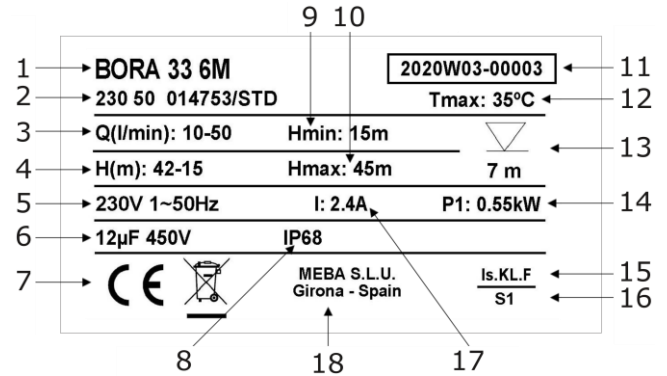 9 10
1 BORA 33 6M 2020W03-00003 11
2 230 50 014753/STD Tmax: 35ºC 12
3 Q(l/min): 10-50 Hmin: 15m
13
4 H(m): 42-15 Hmax: 45m 7 m
5 230V 1~50Hz I: 2.4A P1: 0.55kW 14
6 12µF 450V IP68
7 CE MEBA S.L.U. Is.KL.F 15
Girona - Spain S1 16
8 18 17